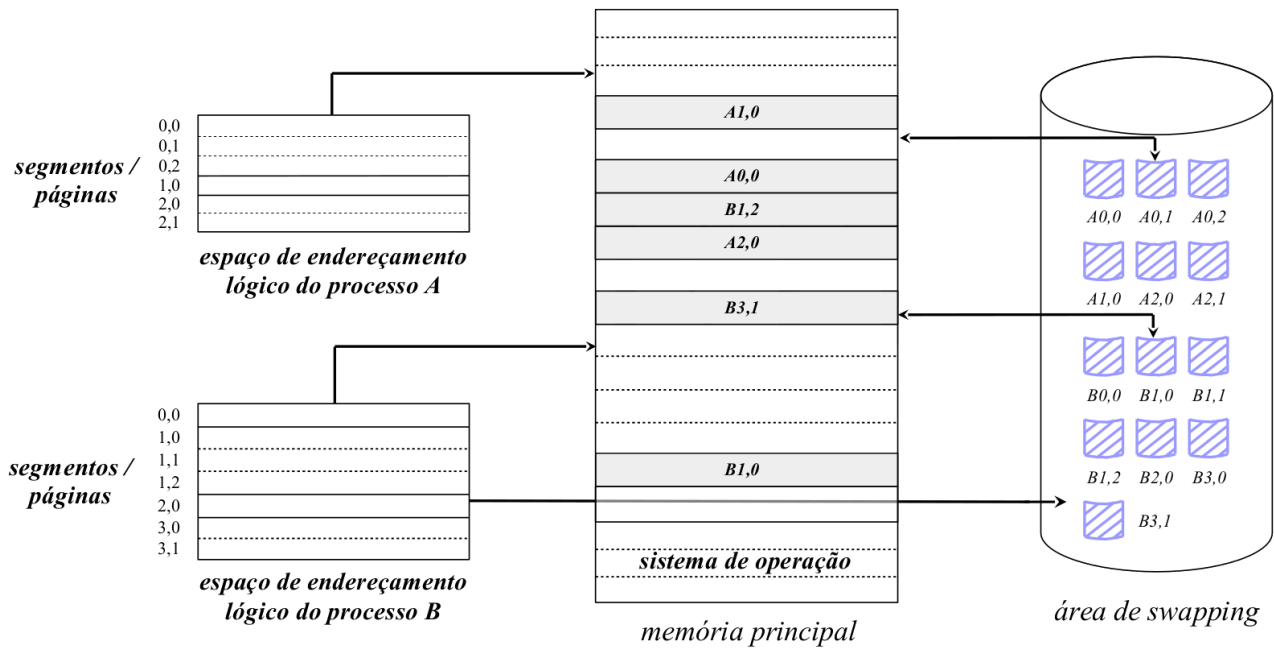 0,0
0,1
0,2
1,0
2,0
2,1
segmentos /
páginas
espaço de endereçamento
lógico do processo A
0,0
1,0
1,1
1,2
2,0
3,0
3,1
segmentos /
páginas
espaço de endereçamento
lógico do processo B
A1,0
A0,0
B1,2
A2,0
B3,1
B1,0
sistema de operação
memória principal
A0,0 A0,1 A0,2
A1,0 A2,0 A2,1
B0,0 B1,0 B1,1
B1,2 B2,0 B3,0
B3,1
área de swapping